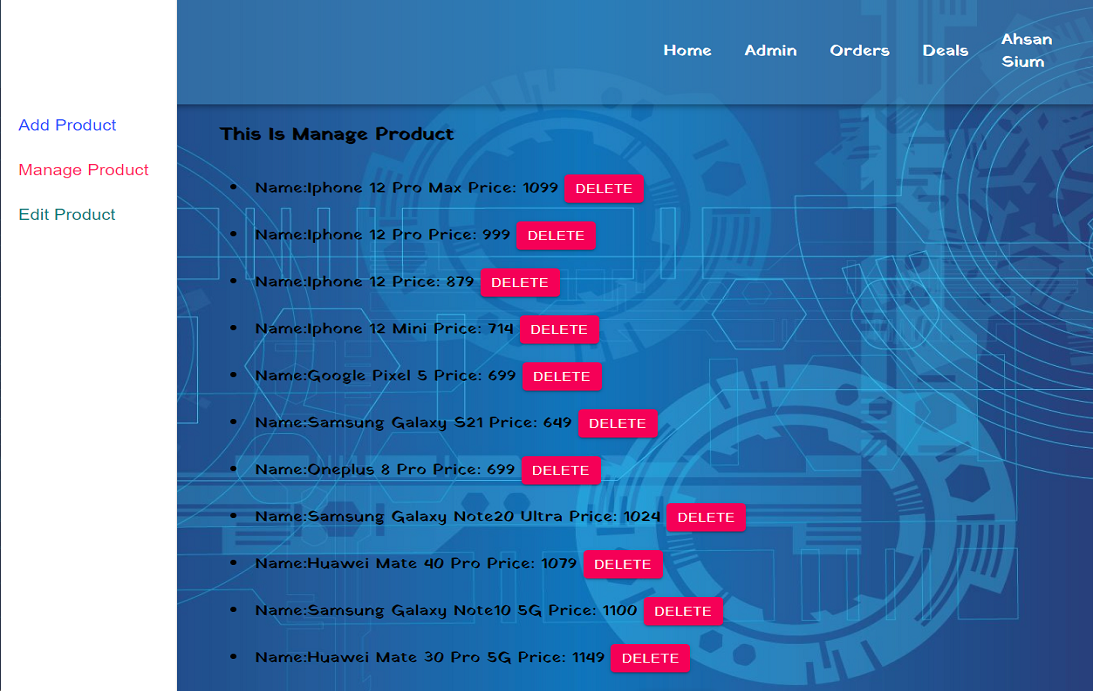 Home Admin Orders Deals Ahsan
Sium
Add Product
Manage Product
Edit Product
This Is Manage Product
Name:Iphone 12 Pro Max Price: 1099 DELETE
Name:Iphone 12 Pro Price: 999 DELETE
Name:Iphone 12 Price: 879 DELETE
Name:Iphone 12 Mini Price: 714 DELETE
Name:Google Pixel 5 Price: 699 DELETE
Name:Samsung Galaxy S21 Price: 649 DELETE
Name:Oneplus 8 Pro Price: 699 DELETE
Name:Samsung Galaxy Note20 Ultra Price: 1024 DELETE
Name:Huawei Mate 40 Pro Price: 1079 DELETE
Name:Samsung Galaxy Note10 5G Price: 1100 DELETE
Name:Huawei Mate 30 Pro 5G Price: 1149 DELETE